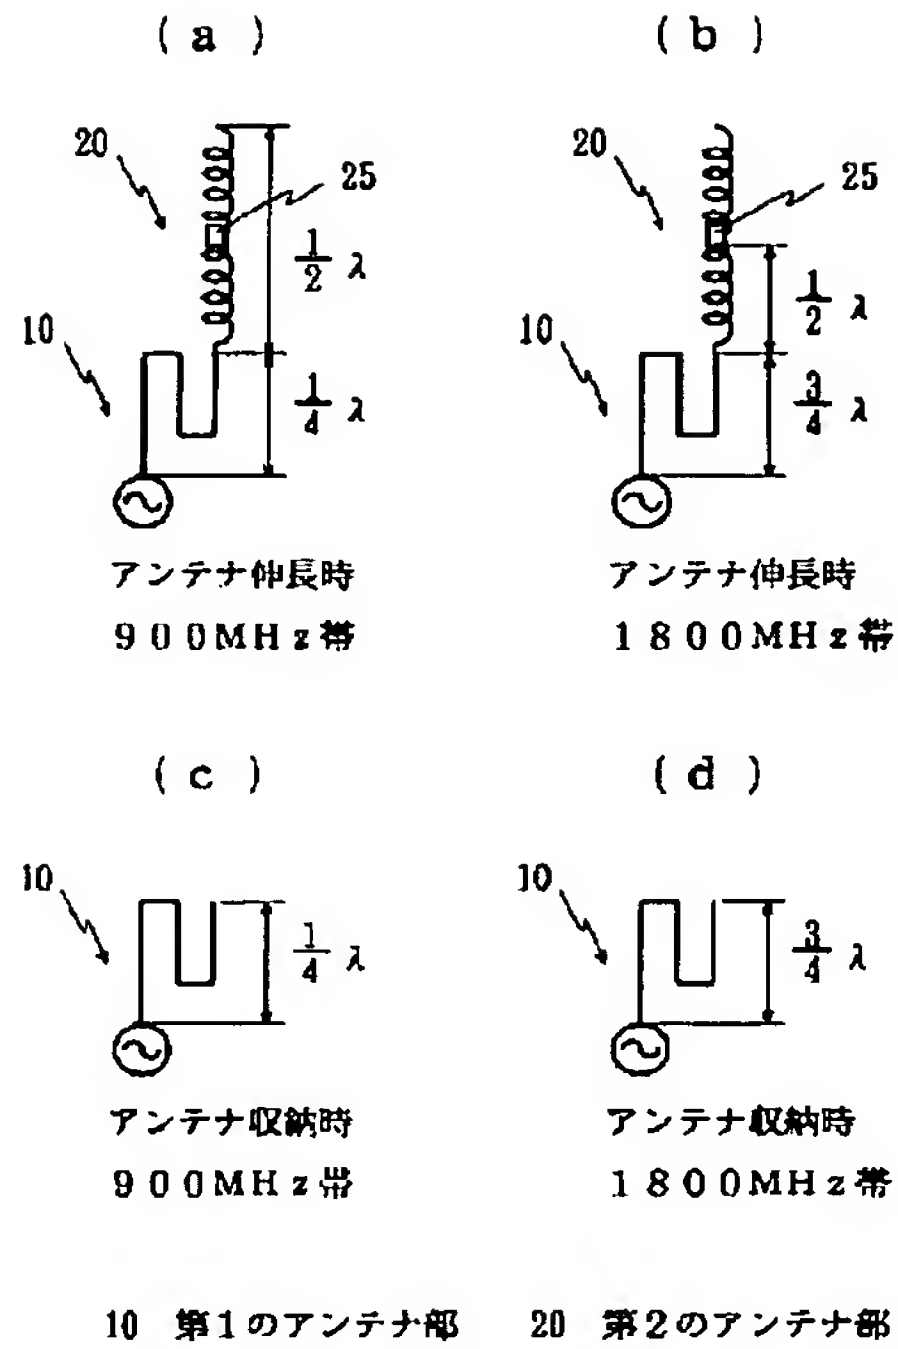 (a)
(b)
20
25
1/2 λ
10
1/4 λ
20
25
1/2 λ
10
3/4 λ
アンテナ伸長時
900MHz帯
アンテナ伸長時
1800MHz帯
(c)
(d)
10
1/4 λ
10
3/4 λ
アンテナ収納時
900MHz帯
アンテナ収納時
1800MHz帯
10 第1のアンテナ部 20 第2のアンテナ部